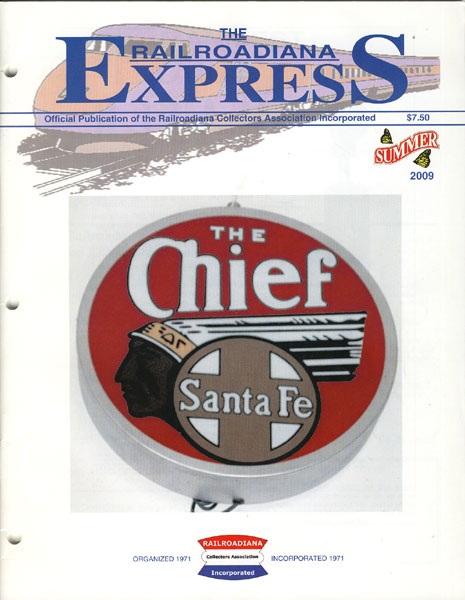 THE
RAILROADIANA
EXPRESS
Official Publication of the Railroadiana Collectors Association Incorporated $7.50
SUMMER
2009
THE
Chief
Santa Fe
ORGANIZED 1971
RAILROADIANA
Collectors Association
Incorporated
INCORPORATED 1971